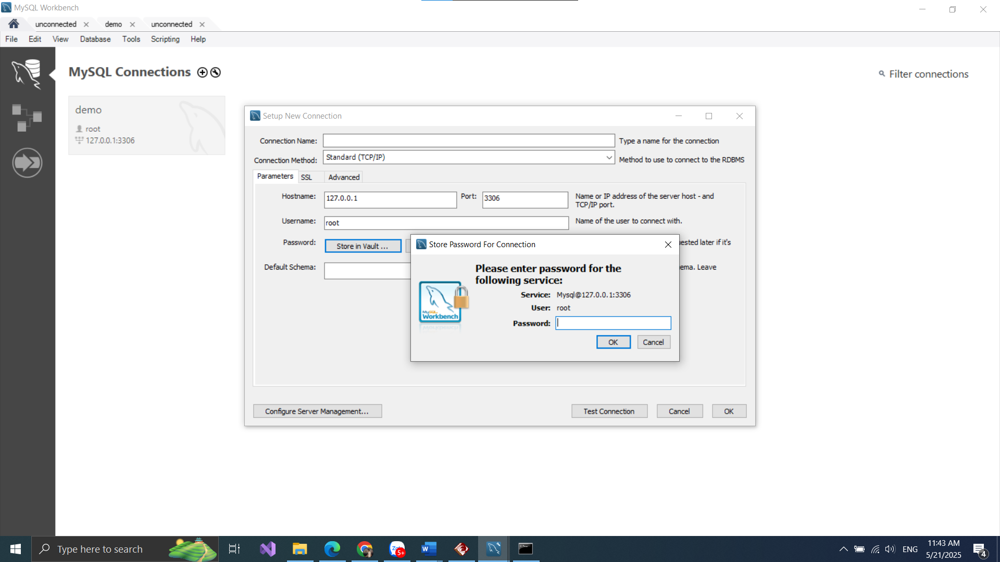 MySQL Workbench
unconnected
demo
unconnected
File Edit View Database Tools Scripting Help
MySQL Connections
Filter connections
demo
root
127.0.0.1:3306
Setup New Connection
Connection Name:
Type a name for the connection
Connection Method:
Standard (TCP/IP)
Method to use to connect to the RDBMS
Parameters SSL Advanced
Hostname:
127.0.0.1
Port:
3306
Name or IP address of the server host - and
TCP/IP port.
Username:
root
Name of the user to connect with.
Password:
Store in Vault ...
later if it's
Default Schema:
Leave
Store Password For Connection
Please enter password for the
following service:
Service: Mysql@127.0.0.1:3306
User: root
Password:
MySQL
Workbench
OK Cancel
Configure Server Management...
Test Connection
Cancel
OK
Type here to search
5+
ENG
11:43 AM
5/21/2025
4